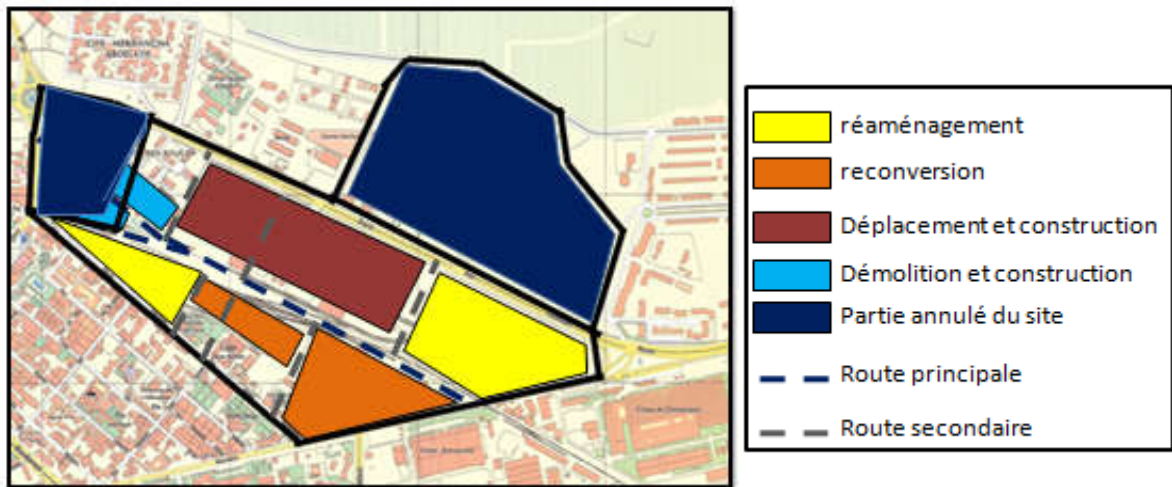 réaménagement
reconversion
Déplacement et construction
Démolition et construction
Partie annulé du site
Route principale
Route secondaire